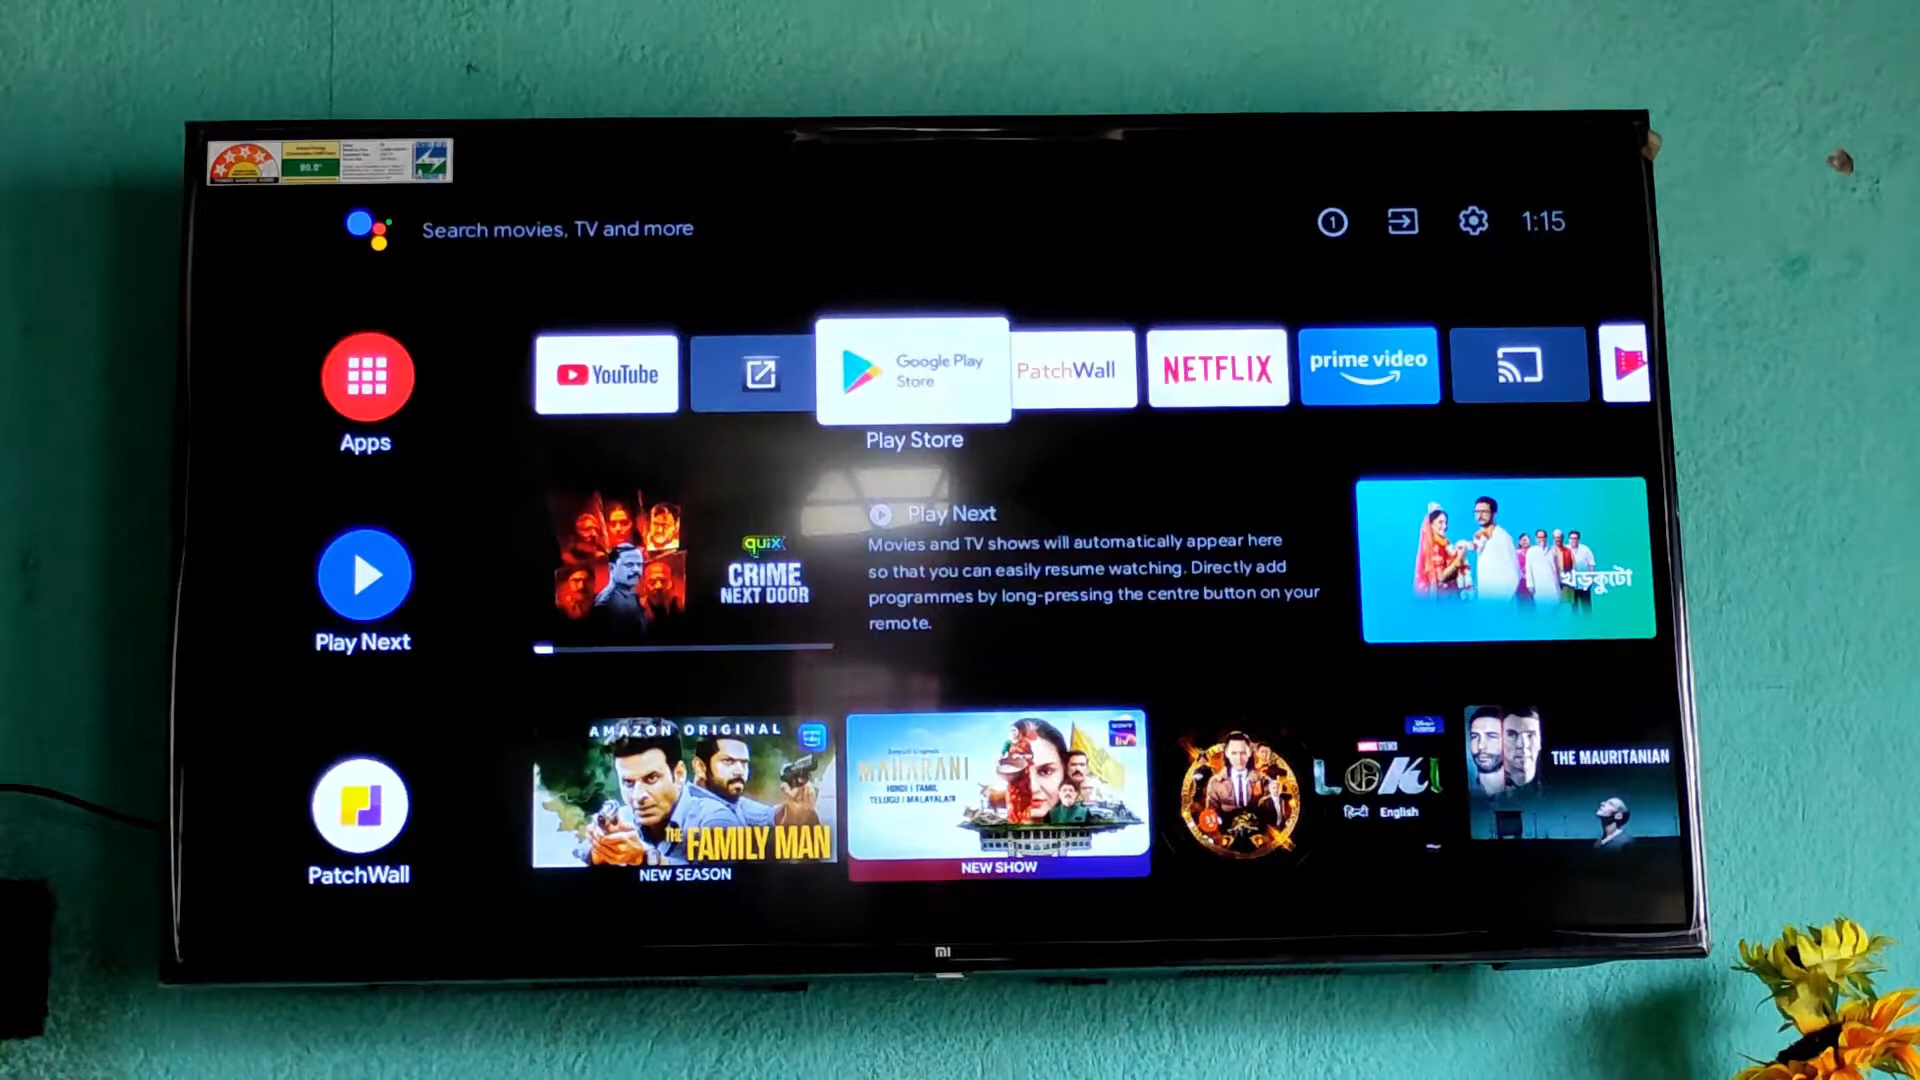 Search movies, TV and more
1
1:15
YouTube
Google Play
Store
PatchWall
NETFLIX
prime video
Apps
Play Store
quix
CRIME
NEXT DOOR
Play Next
Movies and TV shows will automatically appear here
so that you can easily resume watching. Directly add
programmes by long-pressing the centre button on your
remote.
খড়কুটো
Play Next
AMAZON ORIGINAL
THE FAMILY MAN
NEW SEASON
SONY
liv
MAHARANI
HINDI | TAMIL
TELUGU | MALAYALAM
NEW SHOW
LOKI
हिन्दी English
THE MAURITANIAN
PatchWall
MI